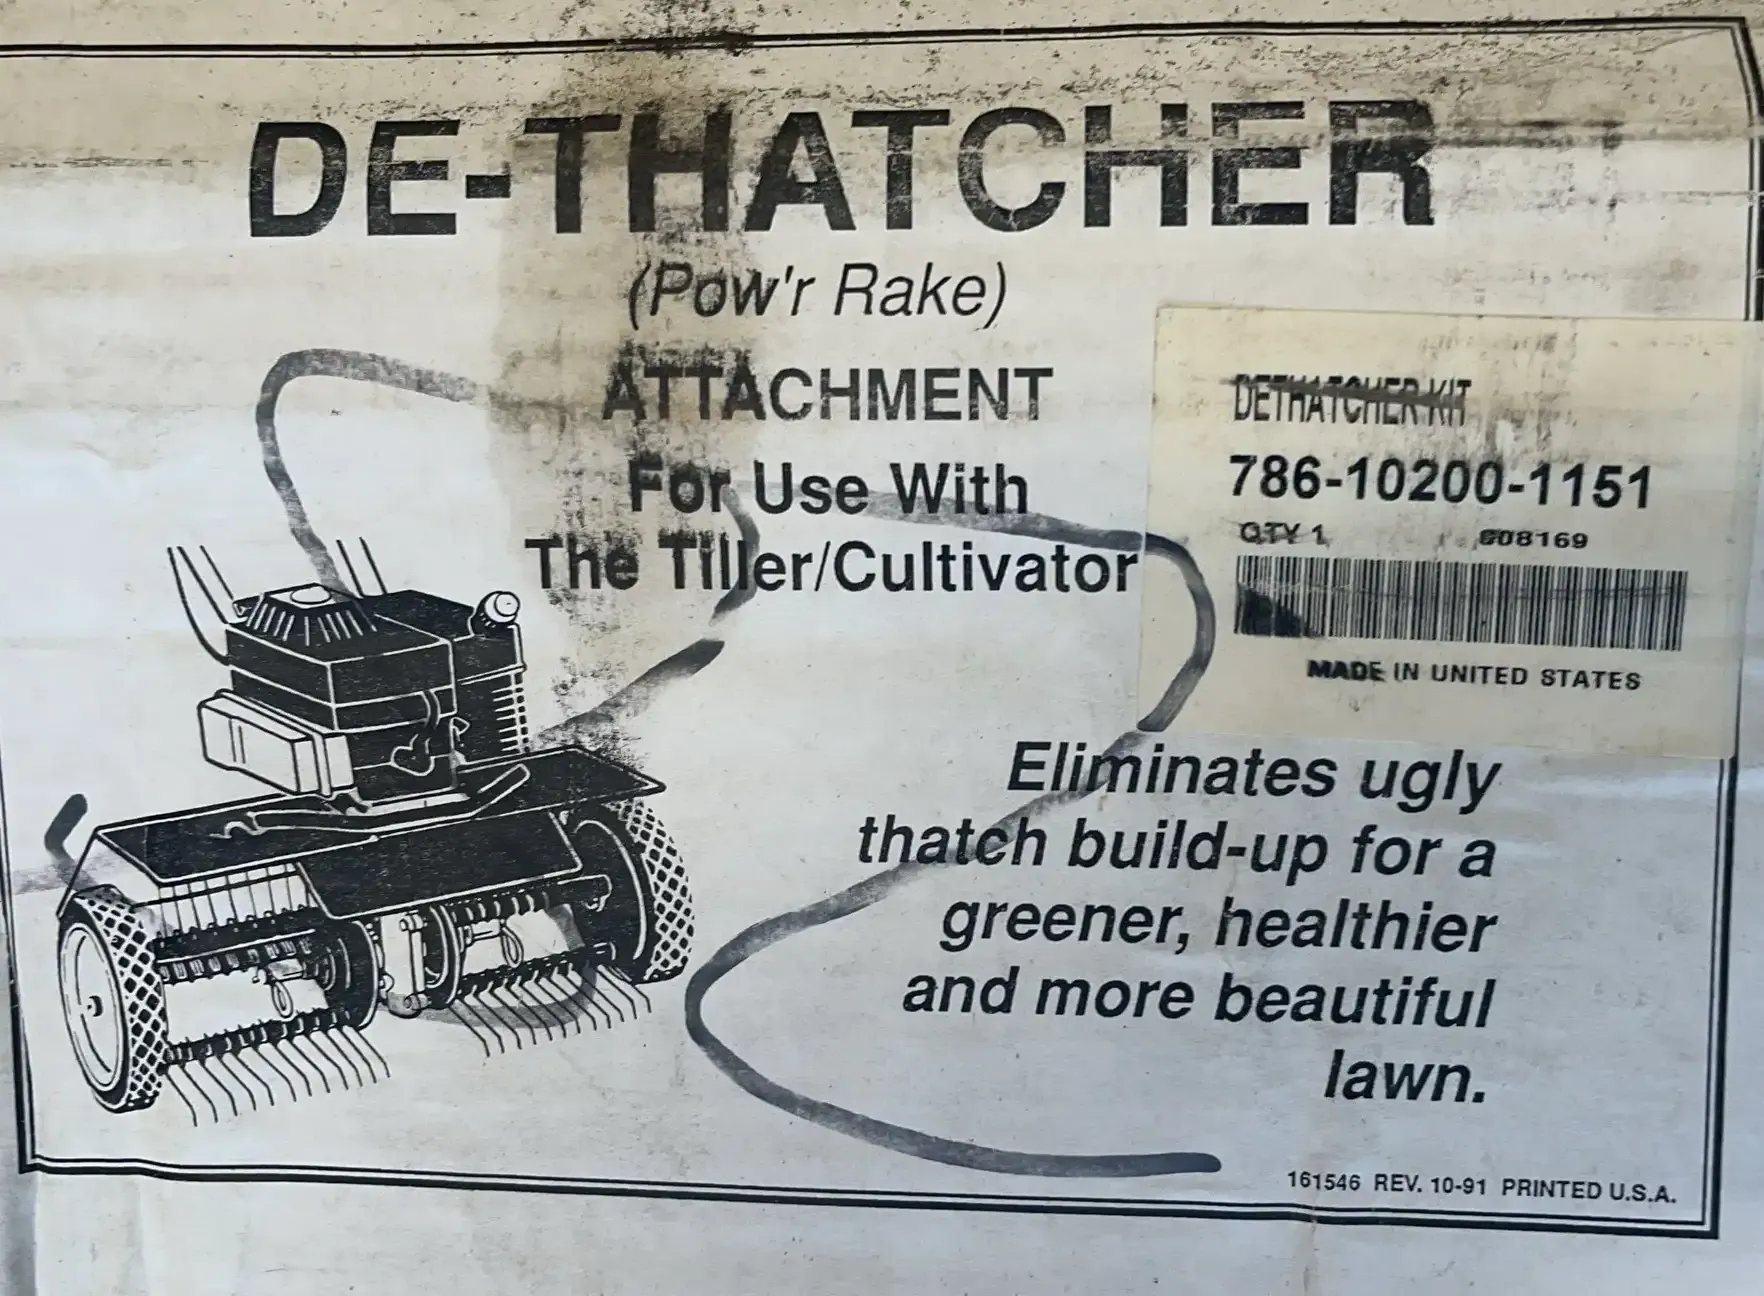 DE-THATCHER
(Pow'r Rake)
ATTACHMENT
For Use With
The Tiller/Cultivator
DETHATCHER KIT
786-10200-1151
QTY 1 608169
MADE IN UNITED STATES
Eliminates ugly
thatch build-up for a
greener, healthier
and more beautiful
lawn.
161546 REV. 10-91 PRINTED U.S.A.